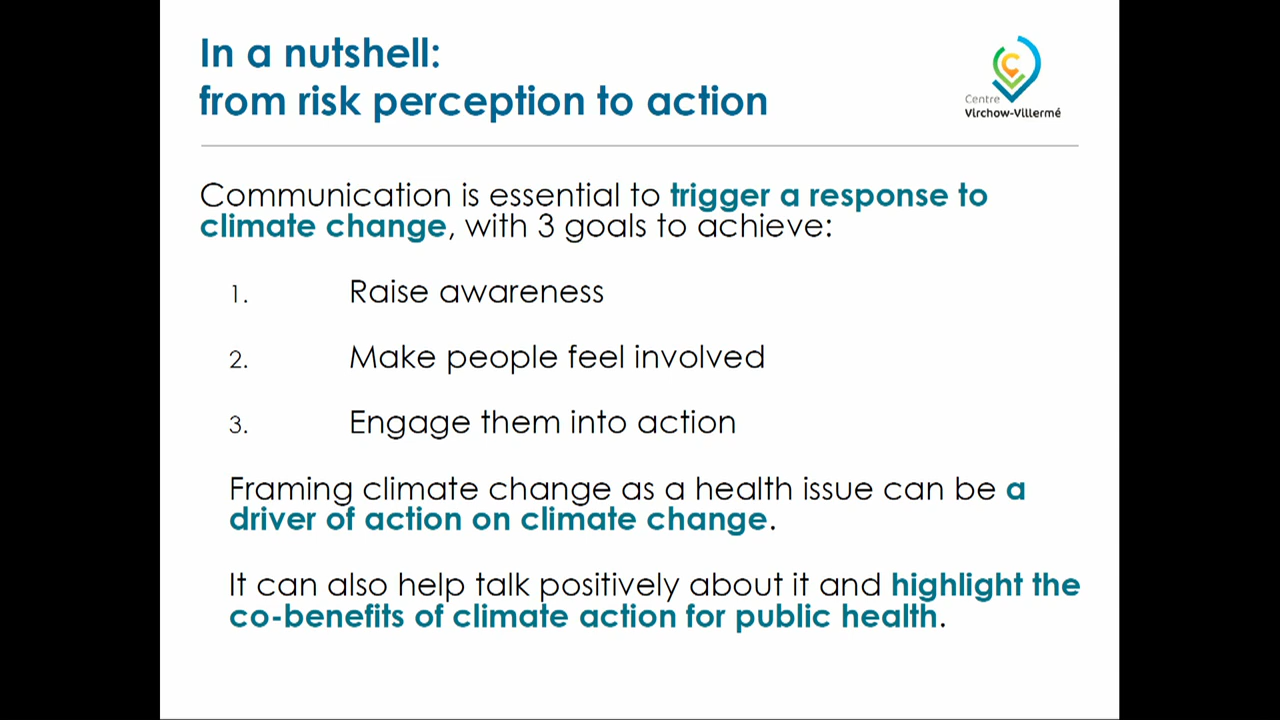 In a nutshell:
from risk perception to action
Centre
Virchow-Villermé
Communication is essential to trigger a response to
climate change, with 3 goals to achieve:
1. Raise awareness
2. Make people feel involved
3. Engage them into action
Framing climate change as a health issue can be a
driver of action on climate change.
It can also help talk positively about it and highlight the
co-benefits of climate action for public health.